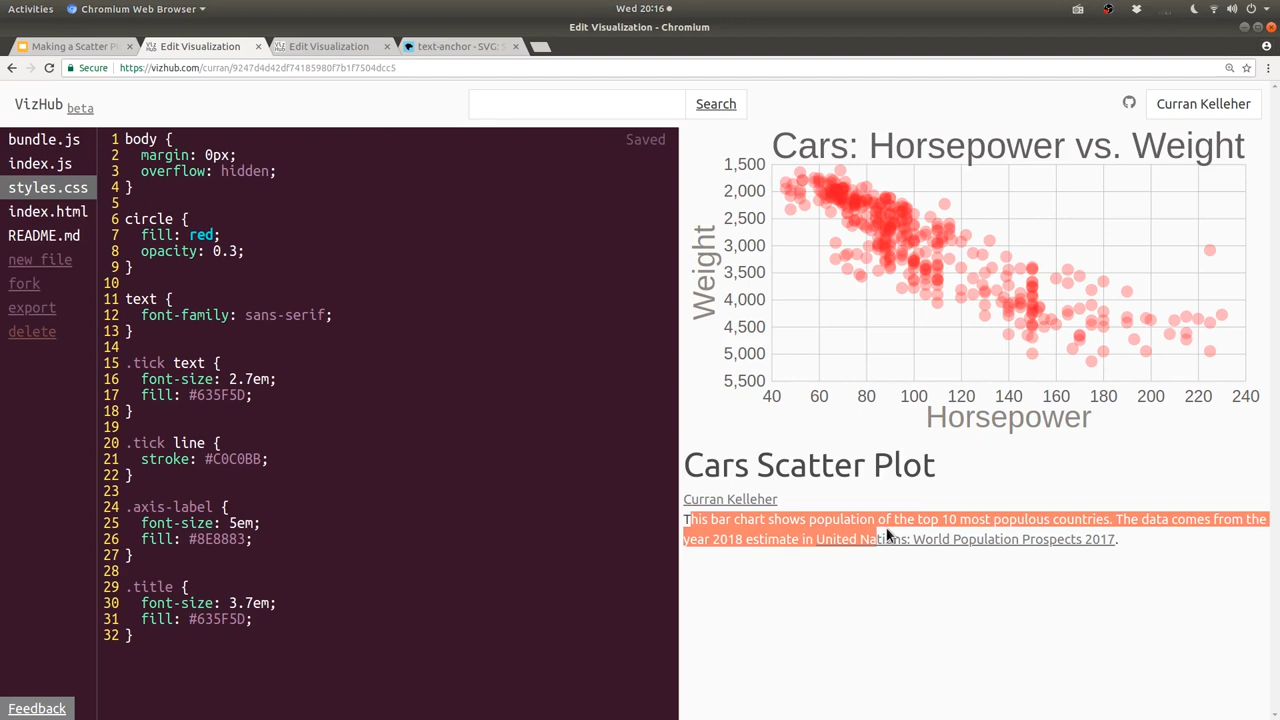 Activities Chromium Web Browser Wed 20:16
Edit Visualization - Chromium
Making a Scatter Pl Edit Visualization Edit Visualization text-anchor - SVG: S
Secure https://vizhub.com/curran/9247d4d42df74185980f7b1f7504dcc5
VizHub beta Search Curran Kelleher
bundle.js
index.js
styles.css
index.html
README.md
new file
fork
export
delete
Feedback
Saved
1 body {
2 margin: 0px;
3 overflow: hidden;
4 }
5
6 circle {
7 fill: red;
8 opacity: 0.3;
9 }
10
11 text {
12 font-family: sans-serif;
13 }
14
15 .tick text {
16 font-size: 2.7em;
17 fill: #635F5D;
18 }
19
20 .tick line {
21 stroke: #C0C0BB;
22 }
23
24 .axis-label {
25 font-size: 5em;
26 fill: #8E8883;
27 }
28
29 .title {
30 font-size: 3.7em;
31 fill: #635F5D;
32 }
Cars: Horsepower vs. Weight
Weight
1,500
2,000
2,500
3,000
3,500
4,000
4,500
5,000
5,500
40 60 80 100 120 140 160 180 200 220 240
Horsepower
Cars Scatter Plot
Curran Kelleher
This bar chart shows population of the top 10 most populous countries. The data comes from the
year 2018 estimate in United Nations: World Population Prospects 2017.